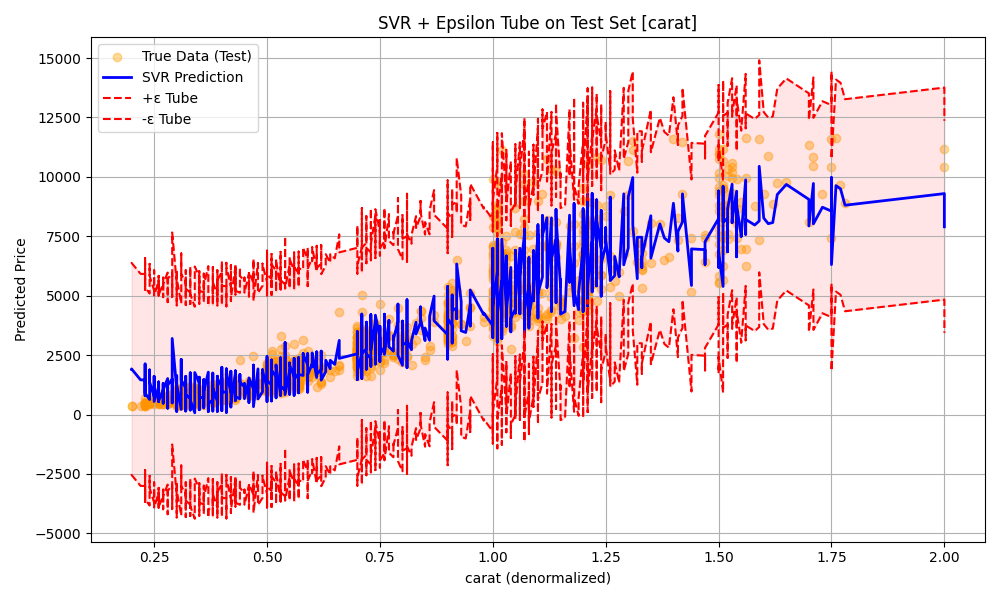 SVR + Epsilon Tube on Test Set [carat]
True Data (Test)
SVR Prediction
+ε Tube
-ε Tube
Predicted Price
15000
12500
10000
7500
5000
2500
0
−2500
−5000
0.25 0.50 0.75 1.00 1.25 1.50 1.75 2.00
carat (denormalized)